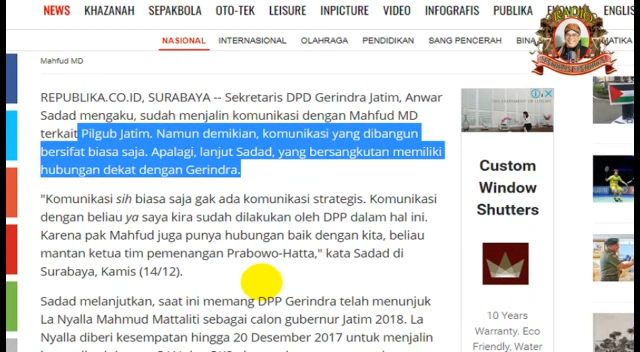 NEWS KHAZANAH SEPAKBOLA OTO-TEK LEISURE INPICTURE VIDEO INFOGRAFIS PUBLIKA
NASIONAL INTERNASIONAL OLAHRAGA PENDIDIKAN SANG PENCERAH
Mahfud MD
REPUBLIKA.CO.ID, SURABAYA -- Sekretaris DPD Gerindra Jatim, Anwar
Sadad mengaku, sudah menjalin komunikasi dengan Mahfud MD
terkait Pilgub Jatim. Namun demikian, komunikasi yang dibangun
bersifat biasa saja. Apalagi, lanjut Sadad, yang bersangkutan memiliki
hubungan dekat dengan Gerindra.
"Komunikasi sih biasa saja gak ada komunikasi strategis. Komunikasi
dengan beliau ya saya kira sudah dilakukan oleh DPP dalam hal ini.
Karena pak Mahfud juga punya hubungan baik dengan kita, beliau
mantan ketua tim pemenangan Prabowo-Hatta," kata Sadad di
Surabaya, Kamis (14/12).
Sadad melanjutkan, saat ini memang DPP Gerindra telah menunjuk
La Nyalla Mahmud Mattaliti sebagai calon gubernur Jatim 2018. La
Nyalla diberi kesempatan hingga 20 Desember 2017 untuk menjalin
Custom
Window
Shutters
10 Years
Warranty. Eco
Friendly, Water